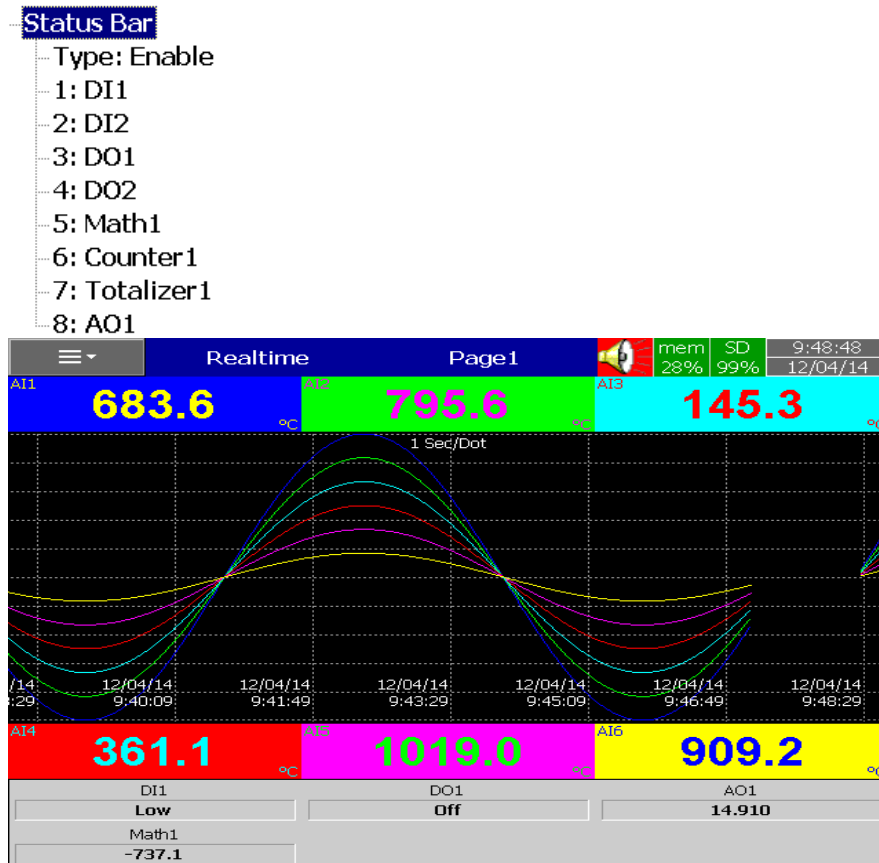 Status Bar
Type: Enable
1: DI1
2: DI2
3: DO1
4: DO2
5: Math1
6: Counter1
7: Totalizer1
8: AO1
Realtime Page1 mem 28% SD 99% 9:48:48 12/04/14
AI1 683.6 °C AI2 795.6 °C AI3 145.3 °C
1 Sec/Dot
/14 12/04/14 12/04/14 12/04/14 12/04/14 12/04/14 12/04/14
:29 9:40:09 9:41:49 9:43:29 9:45:09 9:46:49 9:48:29
AI4 361.1 °C AI5 1019.0 °C AI6 909.2 °C
DI1 DO1 AO1
Low Off 14.910
Math1
-737.1